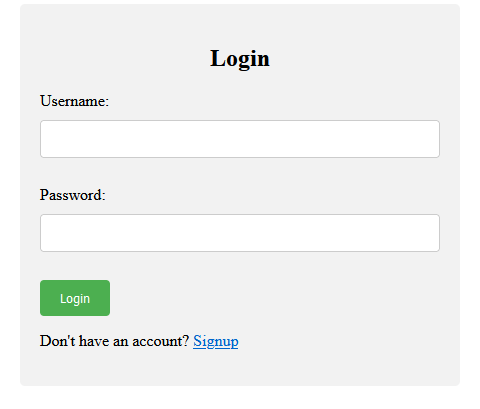 Login
Username:
Password:
Login
Don't have an account? Signup